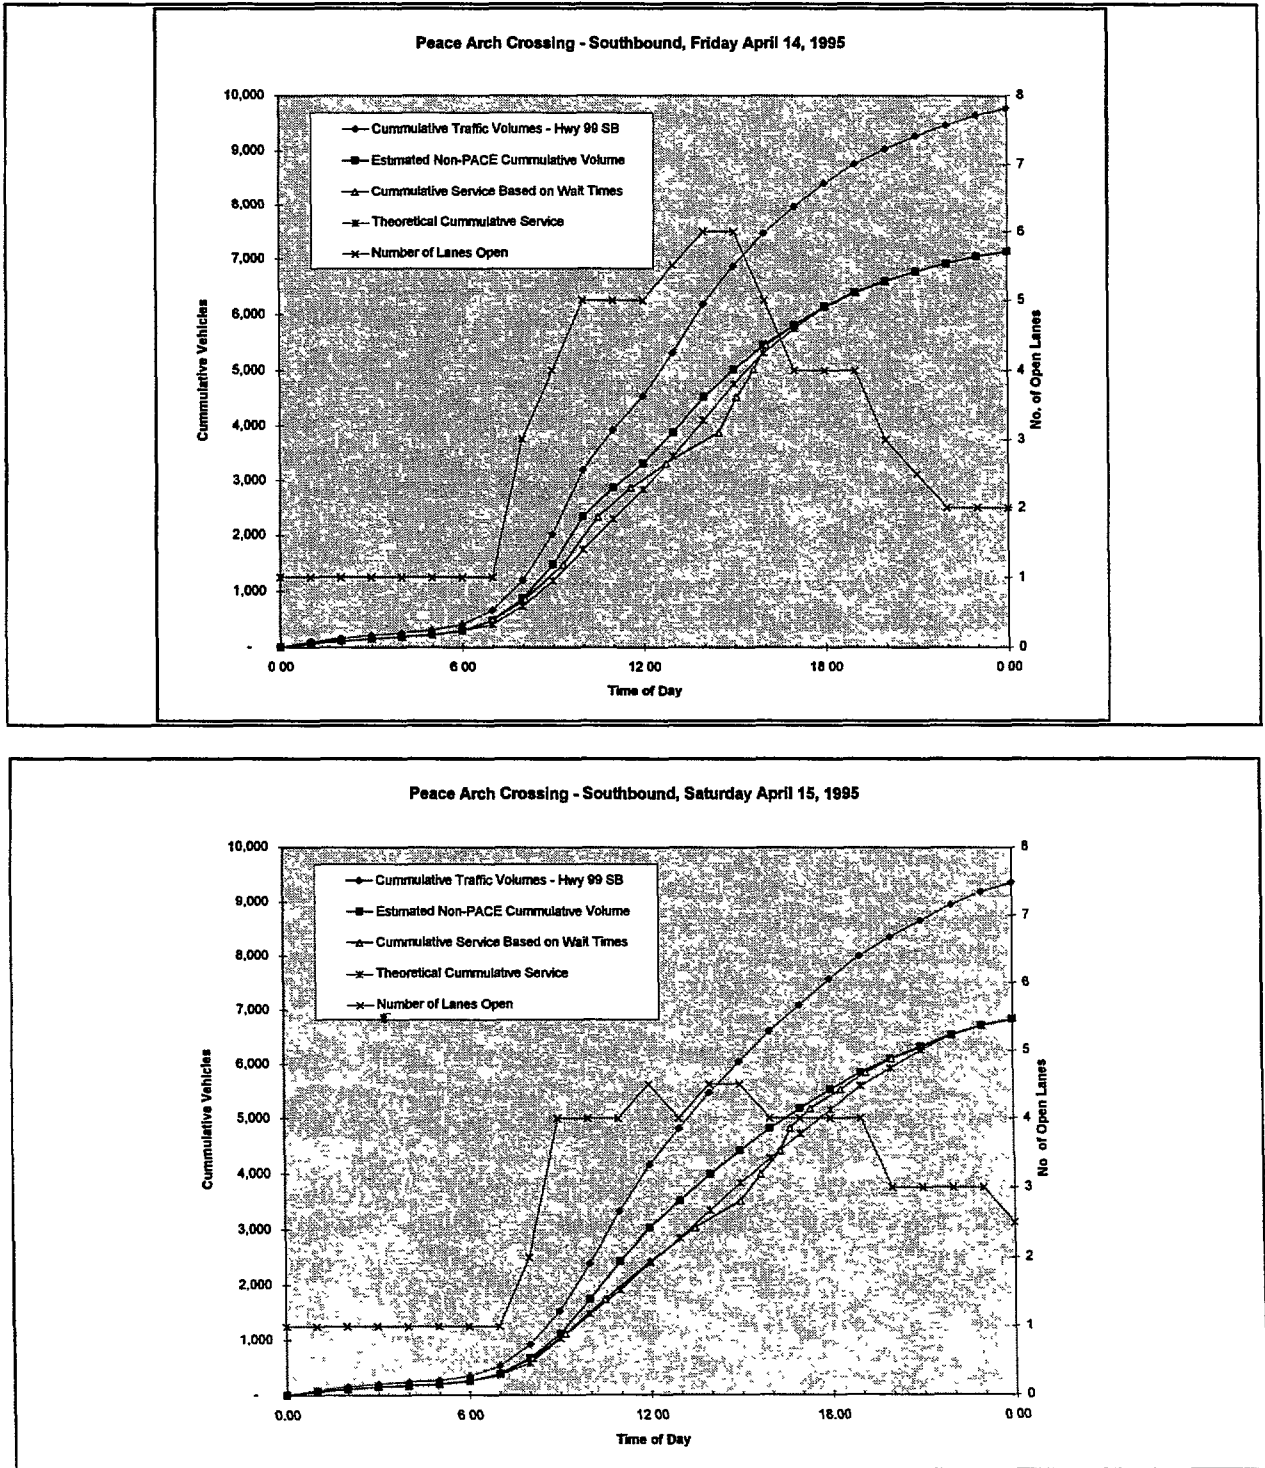 Peace Arch Crossing - Southbound, Friday April 14, 1995
10,000
9,000
8,000
7,000
6,000
5,000
4,000
3,000
2,000
1,000
-
Cummulative Vehicles
Cummulative Traffic Volumes - Hwy 99 SB
Estimated Non-PACE Cummulative Volume
Cummulative Service Based on Wait Times
Theoretical Cummulative Service
Number of Lanes Open
8
7
6
5
4
3
2
1
0
No. of Open Lanes
0 00
6 00
12 00
18 00
0 00
Time of Day
Peace Arch Crossing - Southbound, Saturday April 15, 1995
10,000
9,000
8,000
7,000
6,000
5,000
4,000
3,000
2,000
1,000
-
Cummulative Vehicles
Cummulative Traffic Volumes - Hwy 99 SB
Estimated Non-PACE Cummulative Volume
Cummulative Service Based on Wait Times
Theoretical Cummulative Service
Number of Lanes Open
8
7
6
5
4
3
2
1
0
No of Open Lanes
0.00
6 00
12 00
18.00
0 00
Time of Day